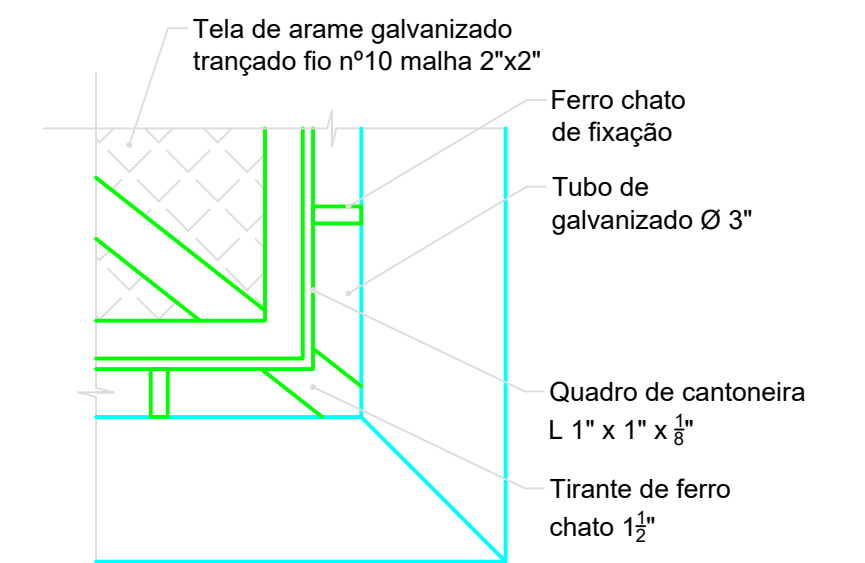 Tela de arame galvanizado
trançado fio nº10 malha 2"x2"
Ferro chato
de fixação
Tubo de
galvanizado Ø 3"
Quadro de cantoneira
L 1" x 1" x 1/8"
Tirante de ferro
chato 1 1/2"